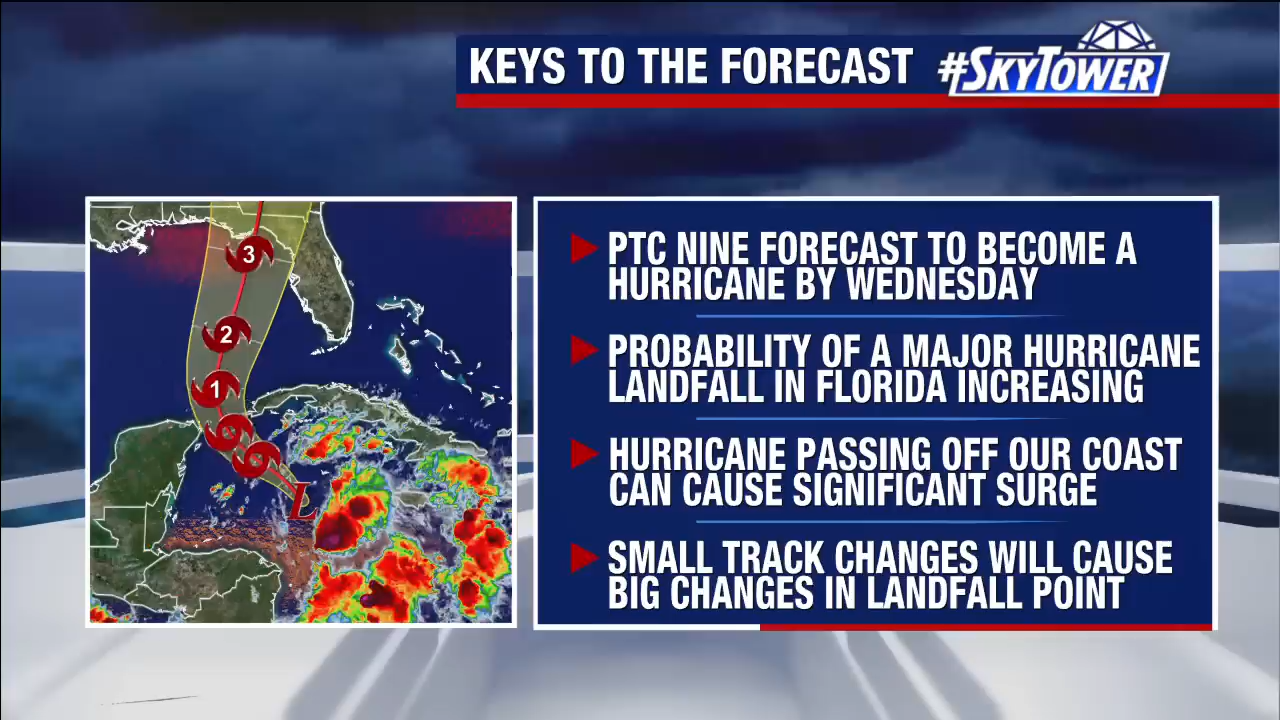 KEYS TO THE FORECAST
#SKYTOWER
3
2
1
L
PTC NINE FORECAST TO BECOME A
HURRICANE BY WEDNESDAY
PROBABILITY OF A MAJOR HURRICANE
LANDFALL IN FLORIDA INCREASING
HURRICANE PASSING OFF OUR COAST
CAN CAUSE SIGNIFICANT SURGE
SMALL TRACK CHANGES WILL CAUSE
BIG CHANGES IN LANDFALL POINT